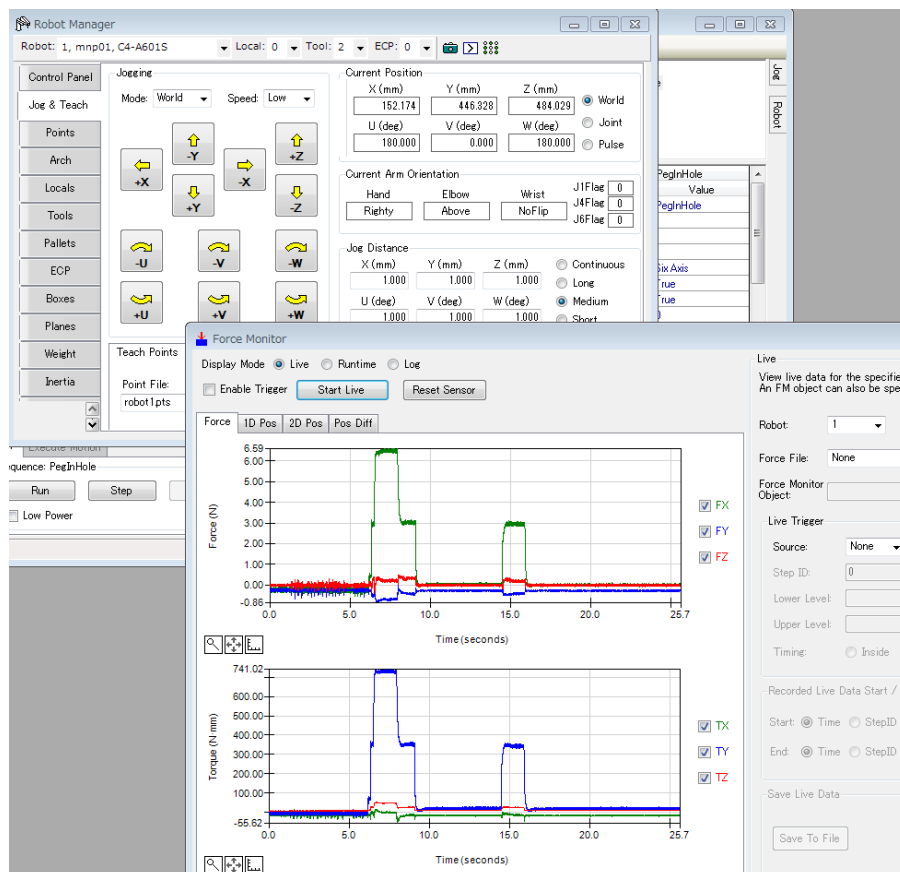 Robot Manager
Robot: 1, mnp01, C4-A601S Local: 0 Tool: 2 ECP: 0
Control Panel
Jog & Teach
Points
Arch
Locals
Tools
Pallets
ECP
Boxes
Planes
Weight
Inertia
Jogging
Mode: World Speed: Low
+X -Y -X +Z
+Y -Z
-U -V -W
+U +V +W
Teach Points
Point File:
robot1.pts
Current Position
X (mm) Y (mm) Z (mm)
152.174 446.328 484.029
U (deg) V (deg) W (deg)
180.000 0.000 180.000
World
Joint
Pulse
Current Arm Orientation
Hand Elbow Wrist
Righty Above NoFlip
J1Flag 0
J4Flag 0
J6Flag 0
Jog Distance
X (mm) Y (mm) Z (mm)
1.000 1.000 1.000
U (deg) V (deg) W (deg)
1.000 1.000 1.000
Continuous
Long
Medium
Short
Jog
Robot
PegInHole
Value
PegInHole
Six Axis
True
True
Execute Motion
equence: PegInHole
Run Step
Low Power
Force Monitor
Display Mode Live Runtime Log
Enable Trigger Start Live Reset Sensor
Force 1D Pos 2D Pos Pos Diff
Force (N)
6.59
6.00
5.00
4.00
3.00
2.00
1.00
0.00
-0.86
0.0 5.0 10.0 15.0 20.0 25.7
Time (seconds)
FX
FY
FZ
Torque (N·mm)
741.02
600.00
500.00
400.00
300.00
200.00
100.00
-55.62
0.0 5.0 10.0 15.0 20.0 25.7
Time (seconds)
TX
TY
TZ
Live
View live data for the specifie
An FM object can also be spe
Robot: 1
Force File: None
Force Monitor
Object:
Live Trigger
Source: None
Step ID: 0
Lower Level:
Upper Level:
Timing: Inside
Recorded Live Data Start /
Start: Time StepID
End: Time StepID
Save Live Data
Save To File